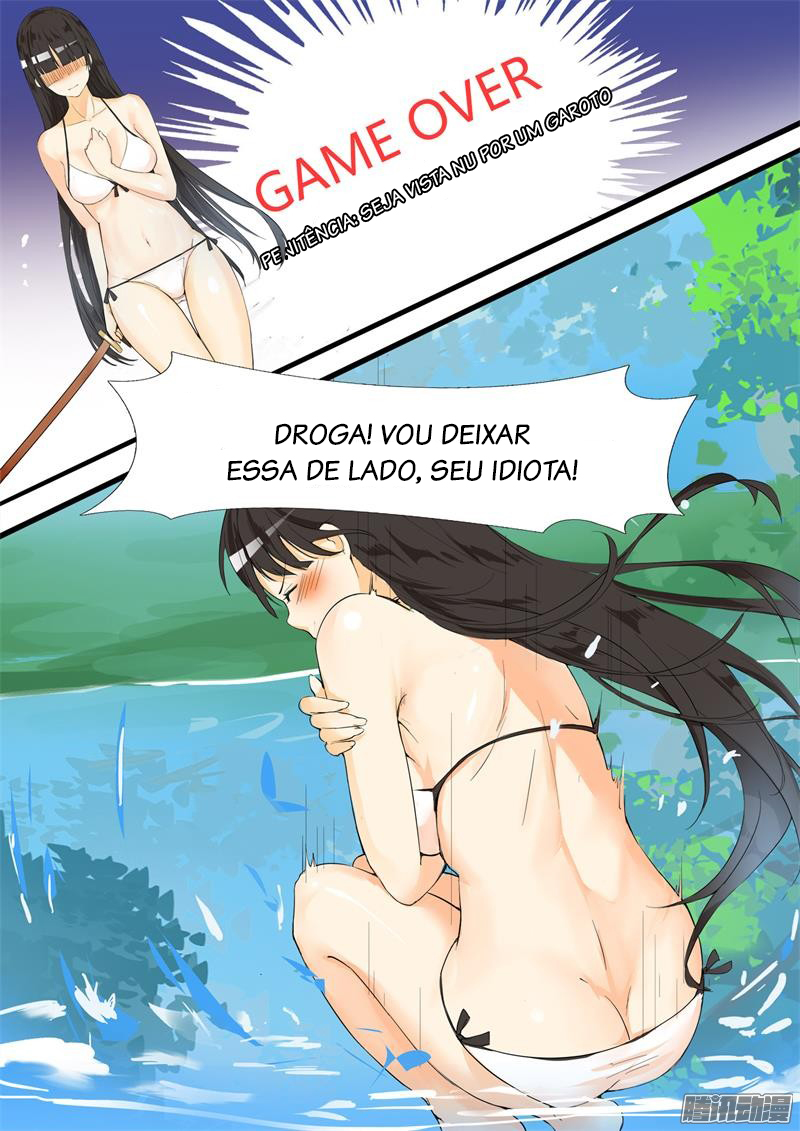 GAME OVER
PENITÊNCIA: SEJA VISTA NU POR UM GAROTO
DROGA! VOU DEIXAR
ESSA DE LADO, SEU IDIOTA!
腾讯动漫